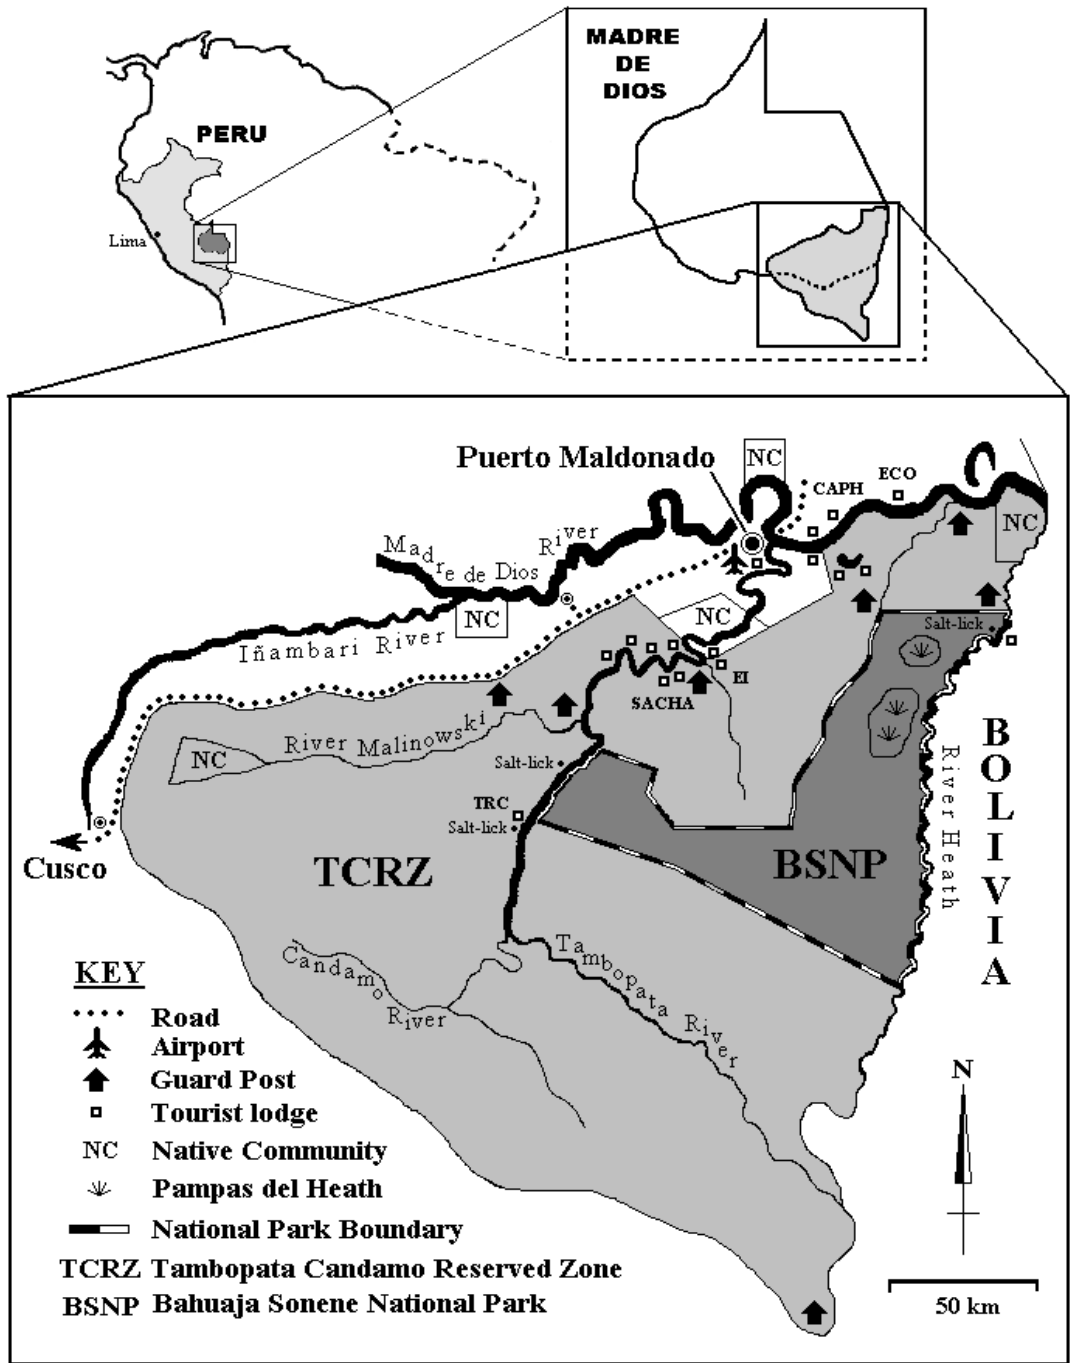 MADRE
DE
DIOS
PERU
Lima
Puerto Maldonado
NC
ECO
CAPH
NC
Madre de Dios River
NC
NC
Salt-lick
Iñambari River
EI
SACHA
River Malinowski
NC
Salt-lick
TRC
Salt-lick
BOLIVIA
River Heath
Cusco
TCRZ
BSNP
Candamo River
Tambopata River
KEY
Road
Airport
Guard Post
Tourist lodge
NC Native Community
Pampas del Heath
National Park Boundary
TCRZ Tambopata Candamo Reserved Zone
BSNP Bahuaja Sonene National Park
N
50 km